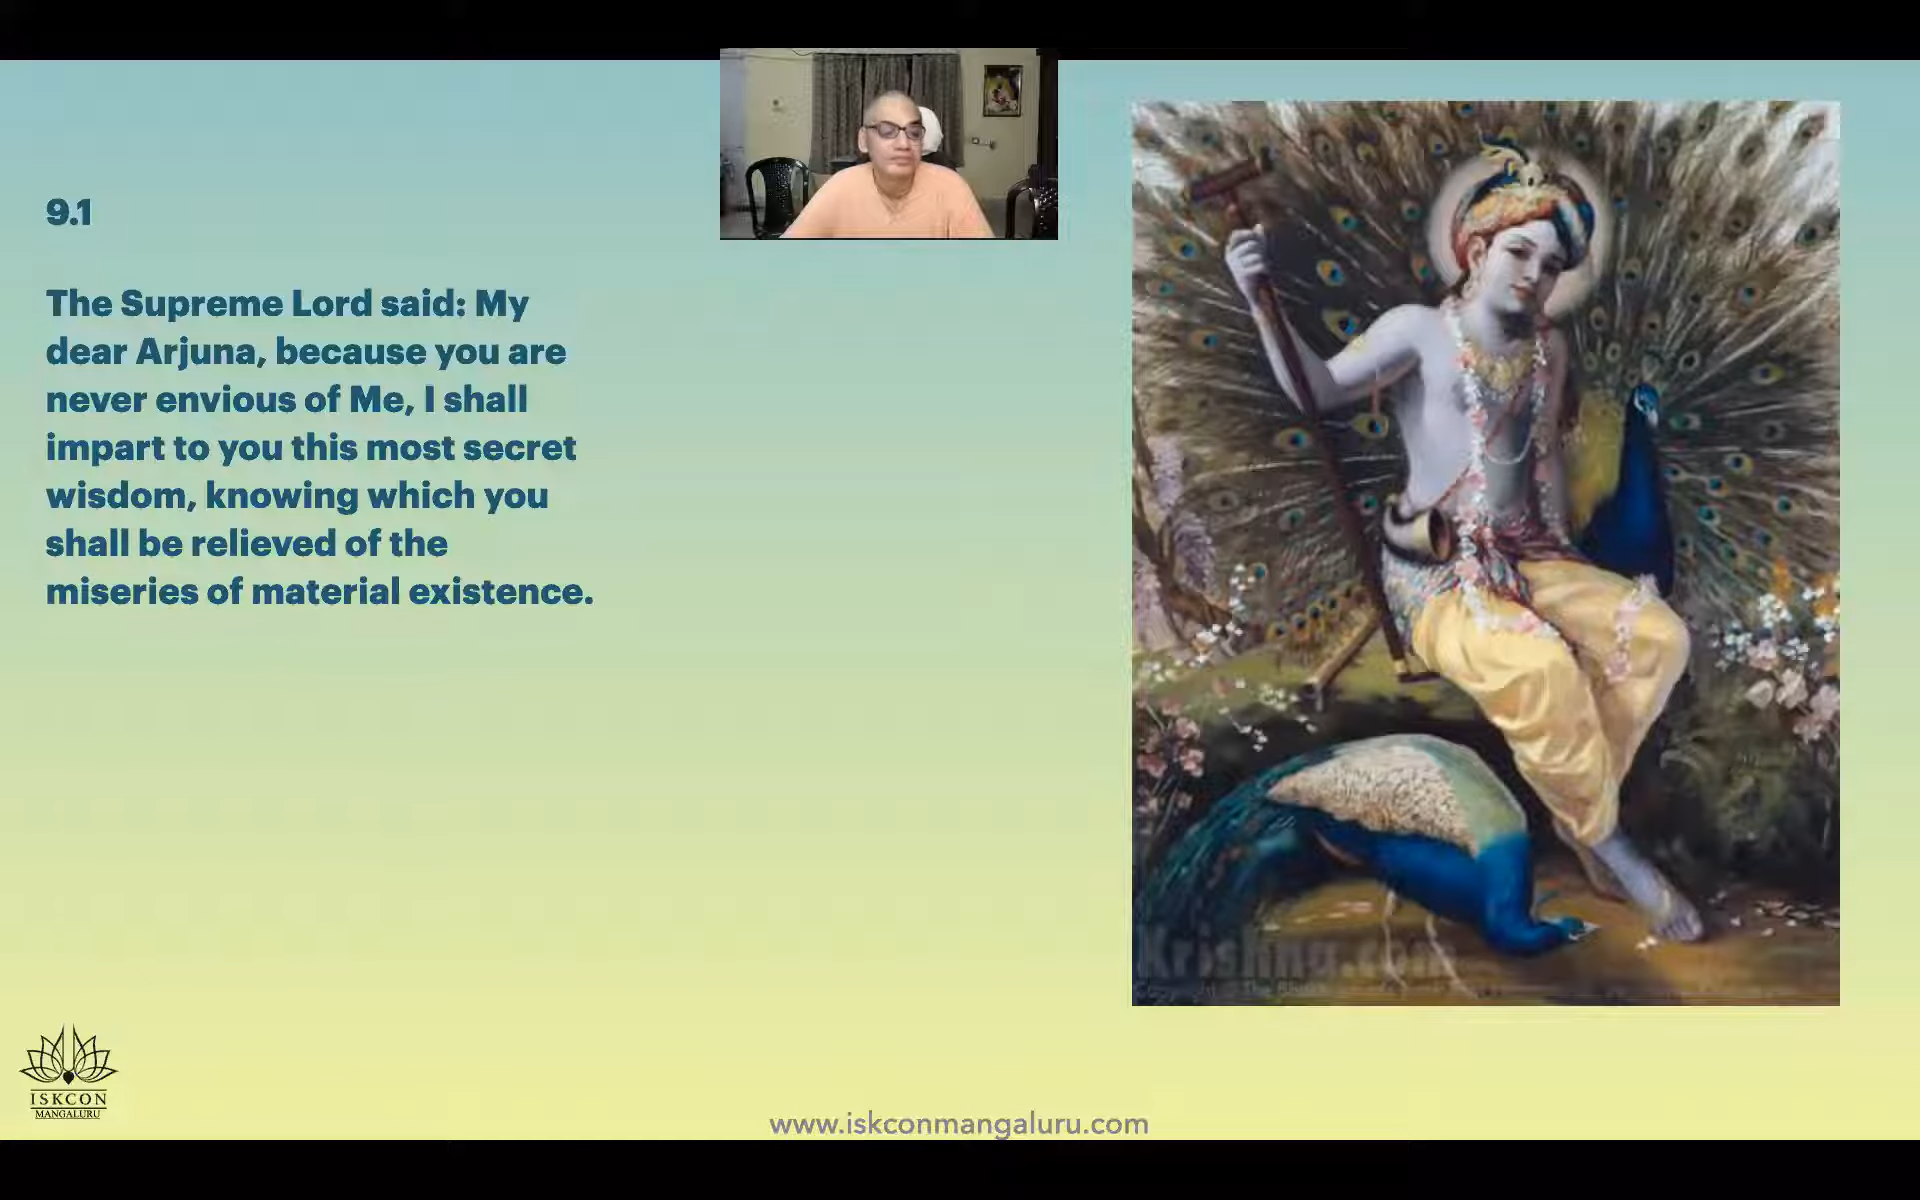 9.1
The Supreme Lord said: My
dear Arjuna, because you are
never envious of Me, I shall
impart to you this most secret
wisdom, knowing which you
shall be relieved of the
miseries of material existence.
Krishna.com
ISKCON
MANGALURU
www.iskconmangaluru.com